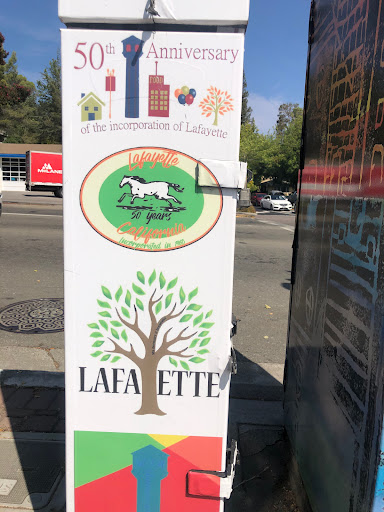 50th Anniversary
of the incorporation of Lafayette
Lafayette
50 Years
California
Incorporated in 1968
LAFAYETTE